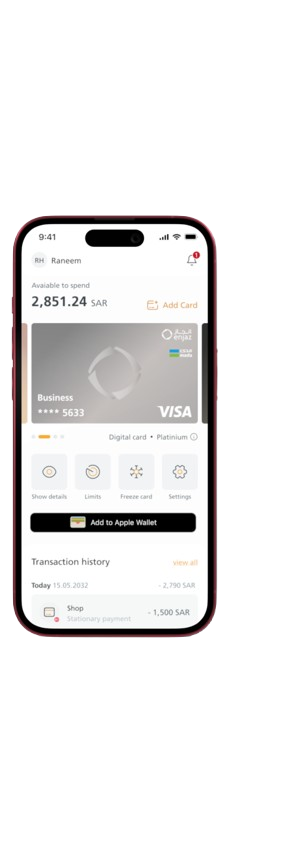 9:41
RH Raneem
1
Avaiable to spend
2,851.24 SAR
Add Card
إنجاز
enjaz
mada
Business
**** 5633
VISA
Digital card • Platinium
Show details
Limits
Freeze card
Settings
Add to Apple Wallet
Transaction history
view all
Today 15.05.2032
- 2,790 SAR
Shop
- 1,500 SAR
Stationary payment